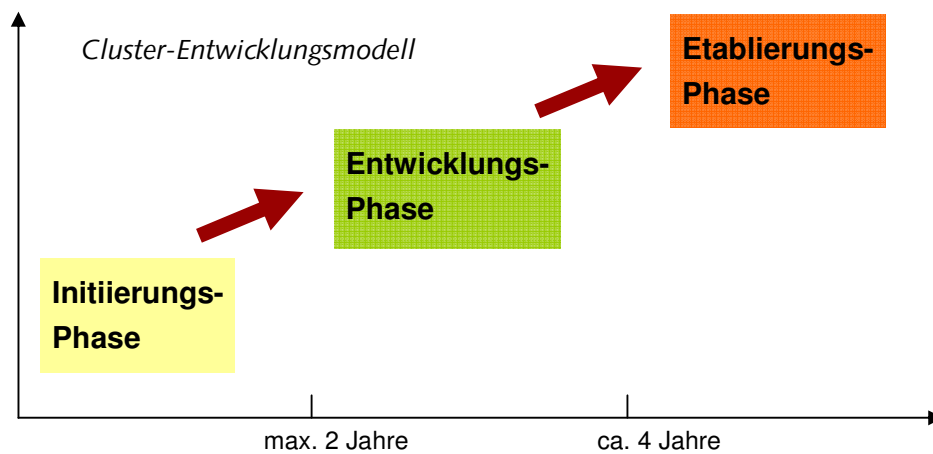 Cluster-Entwicklungsmodell
Etablierungs-
Phase
Entwicklungs-
Phase
Initiierungs-
Phase
max. 2 Jahre
ca. 4 Jahre